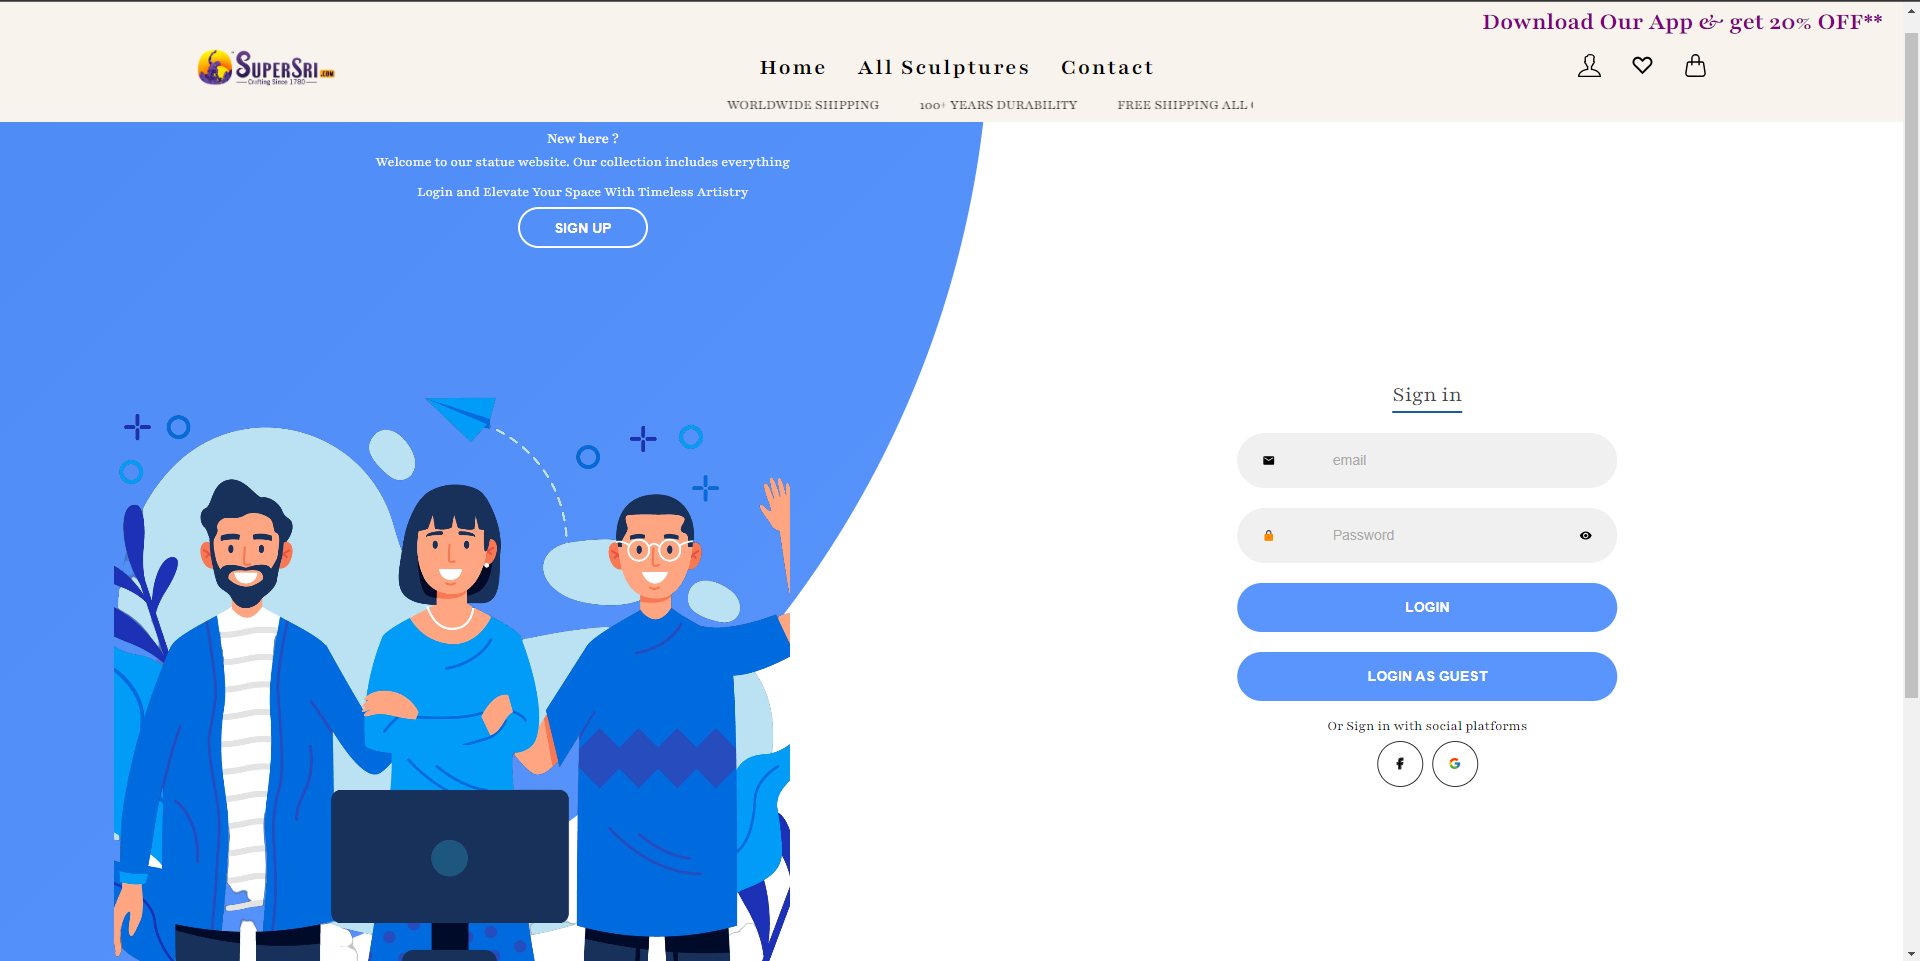 Download Our App & get 20% OFF**
SUPERSRI.COM
Crafting Since 1780
Home All Sculptures Contact
WORLDWIDE SHIPPING 100+ YEARS DURABILITY FREE SHIPPING ALL
New here ?
Welcome to our statue website. Our collection includes everything
Login and Elevate Your Space With Timeless Artistry
SIGN UP
Sign in
email
Password
LOGIN
LOGIN AS GUEST
Or Sign in with social platforms